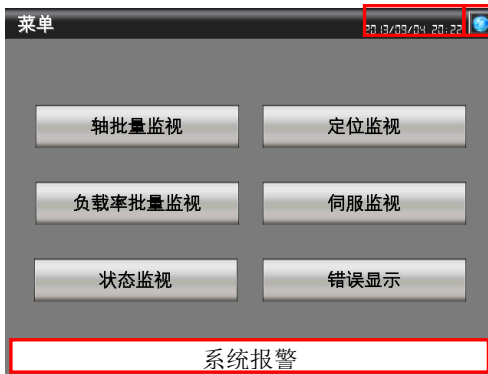 菜单
2013/09/04 20:22
轴批量监视
定位监视
负载率批量监视
伺服监视
状态监视
错误显示
系统报警